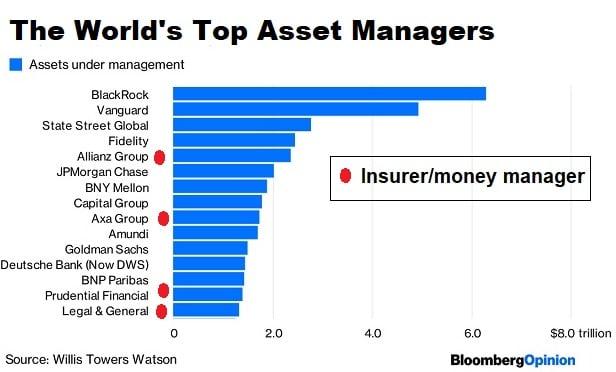 The World's Top Asset Managers
Assets under management
BlackRock
Vanguard
State Street Global
Fidelity
Allianz Group
JPMorgan Chase
BNY Mellon
Capital Group
Axa Group
Amundi
Goldman Sachs
Deutsche Bank (Now DWS)
BNP Paribas
Prudential Financial
Legal & General
Insurer/money manager
0 2.0 4.0 6.0 $8.0 trillion
Source: Willis Towers Watson
BloombergOpinion